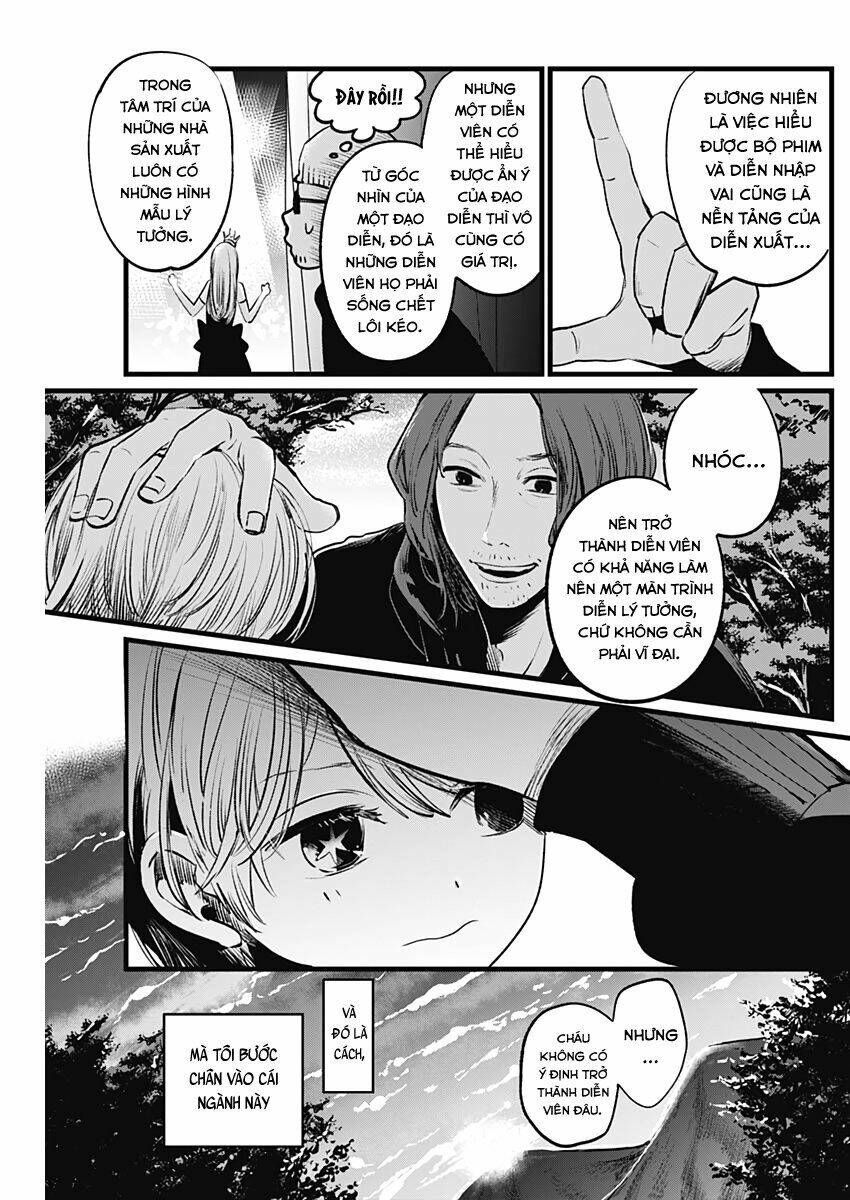 ĐƯƠNG NHIÊN
LÀ VIỆC HIỂU
ĐƯỢC BỘ PHIM
VÀ DIỄN NHẬP
VAI CŨNG LÀ
NỀN TẢNG CỦA
DIỄN XUẤT...
NHƯNG
MỘT DIỄN
VIÊN CÓ
THỂ HIỂU
ĐƯỢC ẨN Ý
CỦA ĐẠO
DIỄN THÌ VÔ
CÙNG CÓ
GIÁ TRỊ.
ĐÂY RỒI!!
TỪ GÓC
NHÌN CỦA
MỘT ĐẠO
DIỄN, ĐÓ LÀ
NHỮNG DIỄN
VIÊN HỌ PHẢI
SỐNG CHẾT
LÔI KÉO.
TRONG
TÂM TRÍ CỦA
NHỮNG NHÀ
SẢN XUẤT
LUÔN CÓ
NHỮNG HÌNH
MẪU LÝ
TƯỞNG.
NHÓC...
NÊN TRỞ
THÀNH DIỄN VIÊN
CÓ KHẢ NĂNG LÀM
NÊN MỘT MÀN TRÌNH
DIỄN LÝ TƯỞNG,
CHỨ KHÔNG CẦN
PHẢI VĨ ĐẠI.
NHƯNG
...
CHÁU
KHÔNG CÓ
Ý ĐỊNH TRỞ
THÀNH DIỄN
VIÊN ĐÂU.
VÀ
ĐÓ LÀ
CÁCH,
MÀ TÔI BƯỚC
CHÂN VÀO CÁI
NGÀNH NÀY